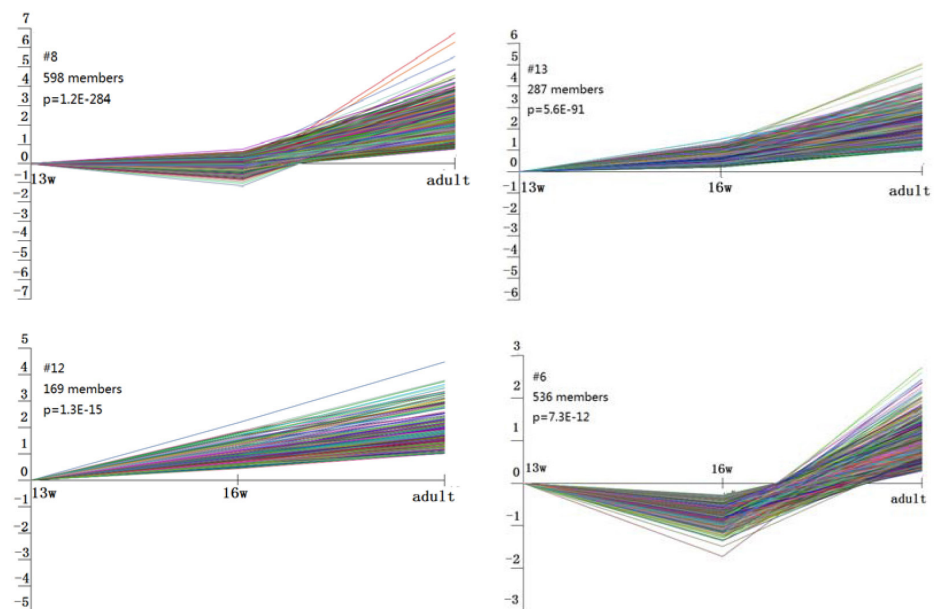 7
6
5
4
3
2
1
0
-1
-2
-3
-4
-5
-6
-7
#8
598 members
p=1.2E-284
13w
adult
6
5
4
3
2
1
0
-1
-2
-3
-4
-5
-6
#13
287 members
p=5.6E-91
13w
16w
adult
5
4
3
2
1
0
-1
-2
-3
-4
-5
#12
169 members
p=1.3E-15
13w
16w
adult
3
2
1
0
-1
-2
-3
#6
536 members
p=7.3E-12
13w
16w
adult